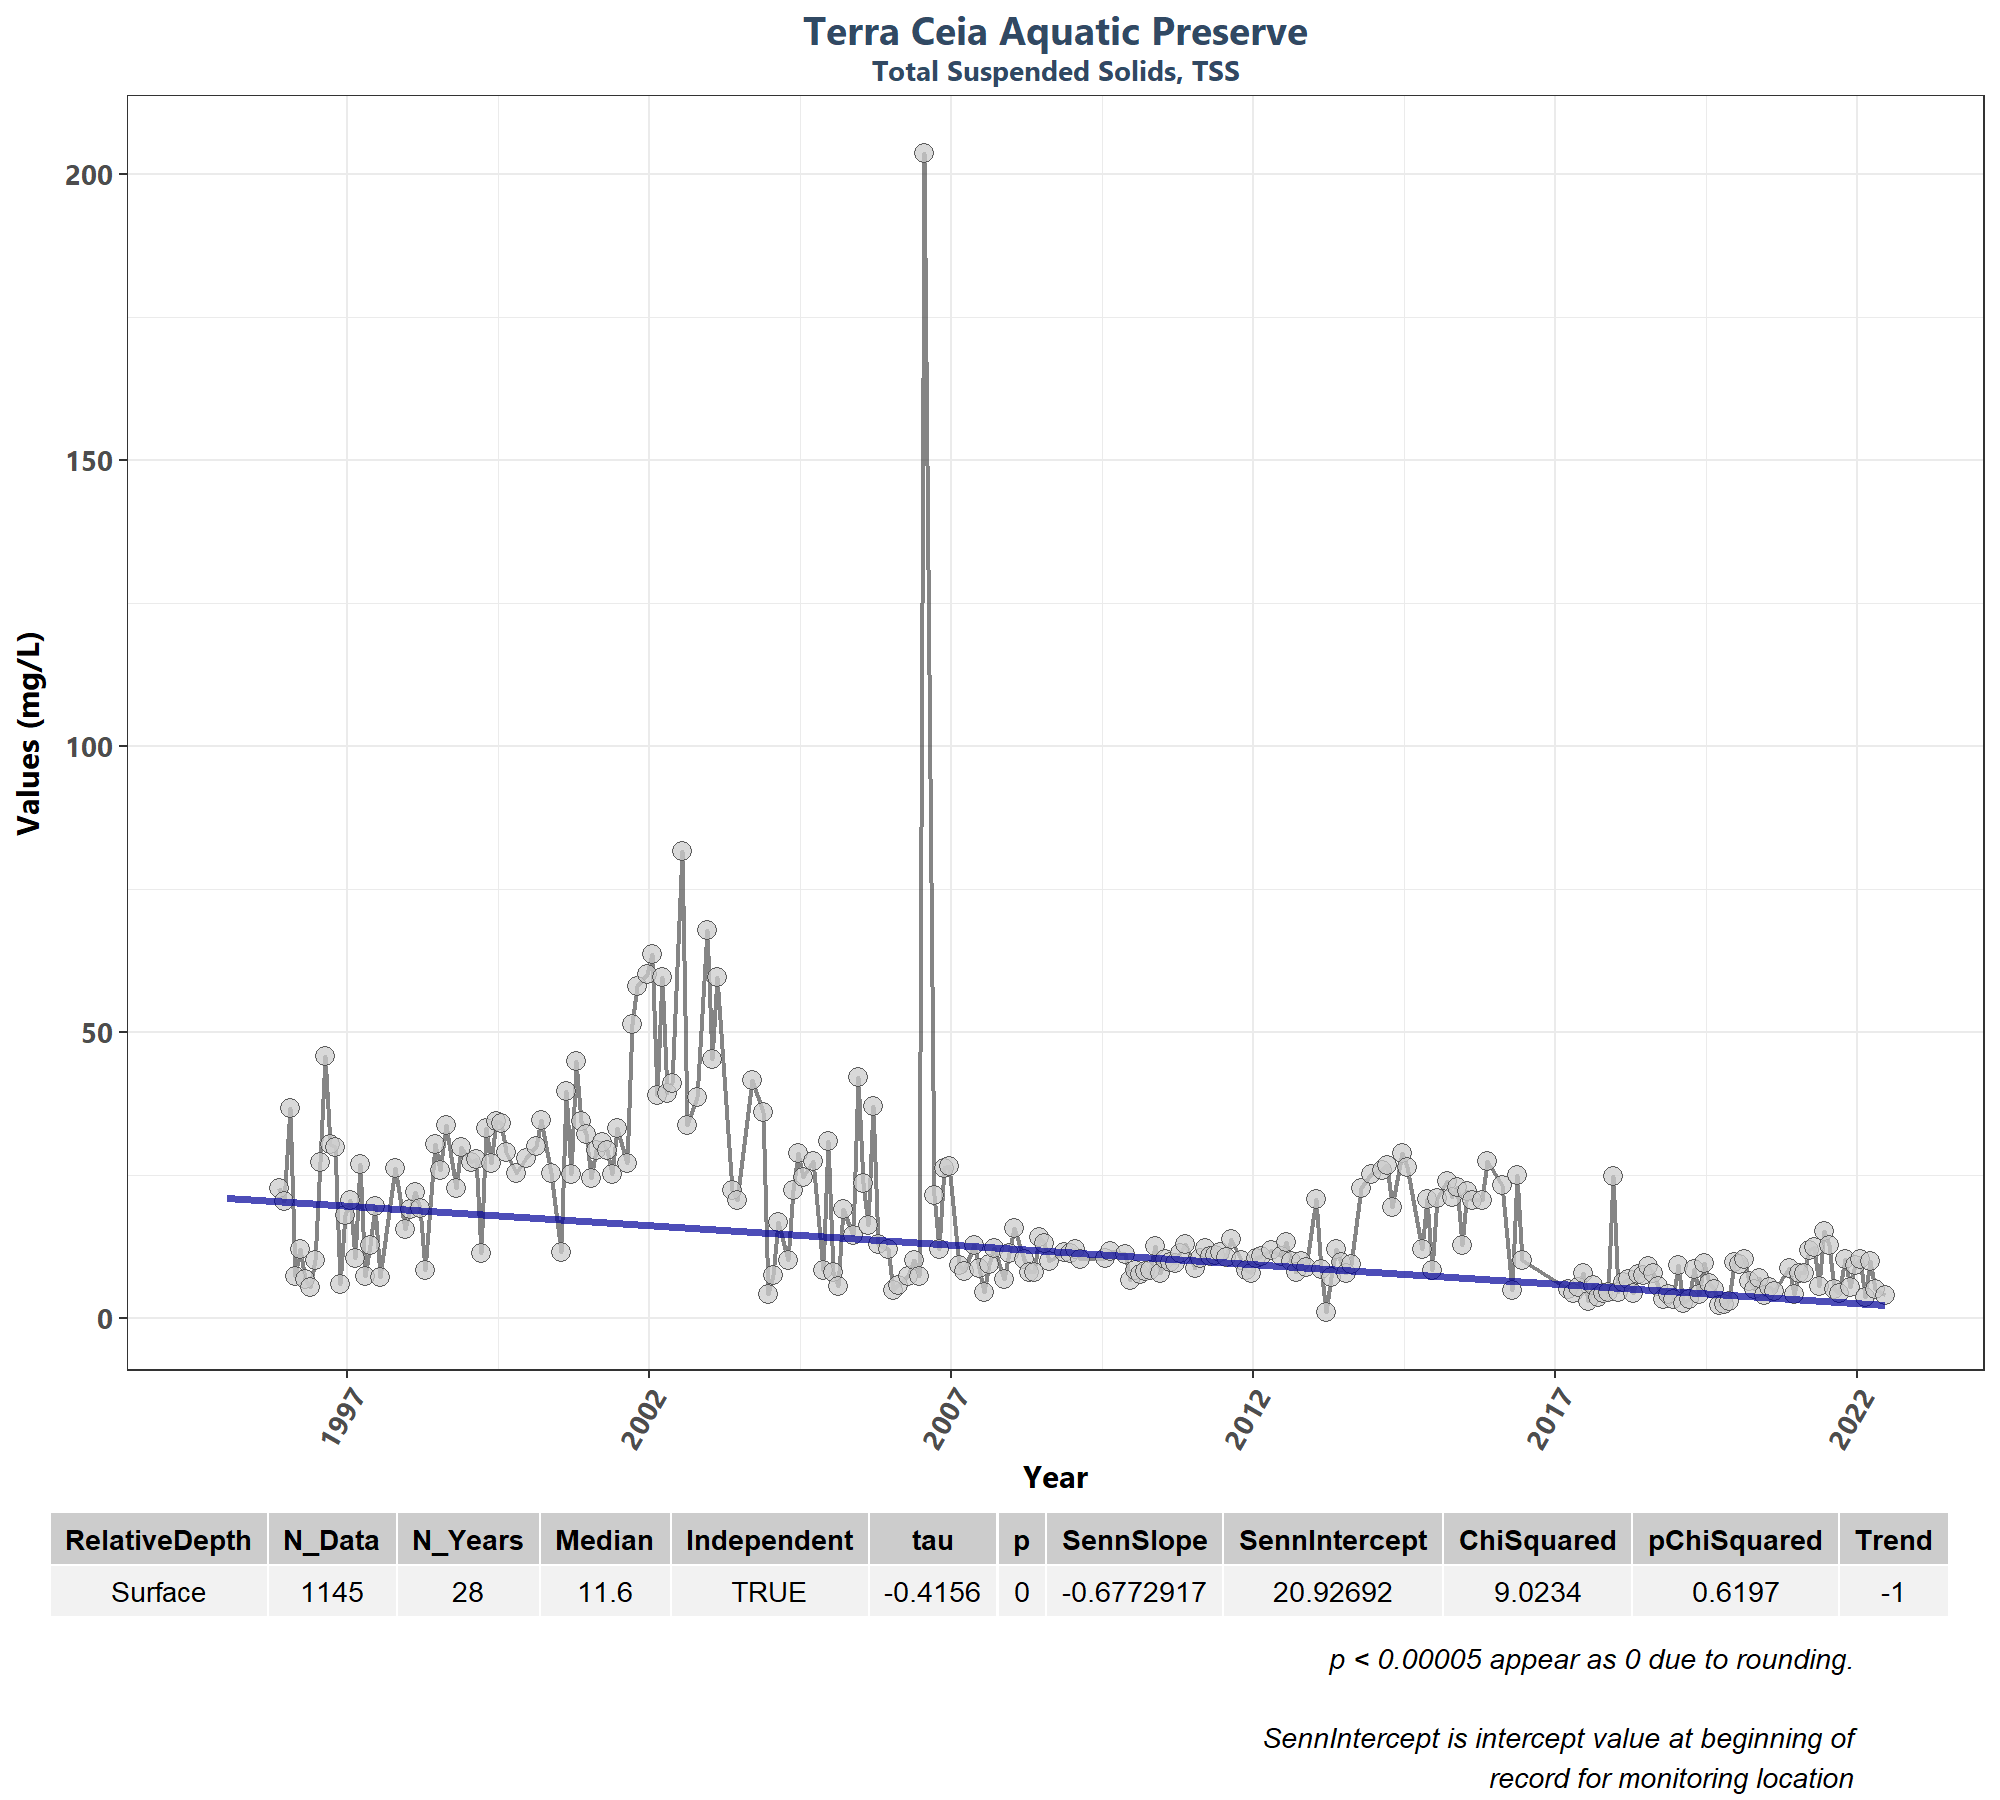 Terra Ceia Aquatic Preserve
Total Suspended Solids, TSS
Values (mg/L)
200
150
100
50
0
1997 2002 2007 2012 2017 2022
Year
RelativeDepth N_Data N_Years Median Independent tau p SennSlope SennIntercept ChiSquared pChiSquared Trend
Surface 1145 28 11.6 TRUE -0.4156 0 -0.6772917 20.92692 9.0234 0.6197 -1
p < 0.00005 appear as 0 due to rounding.
SennIntercept is intercept value at beginning of
record for monitoring location